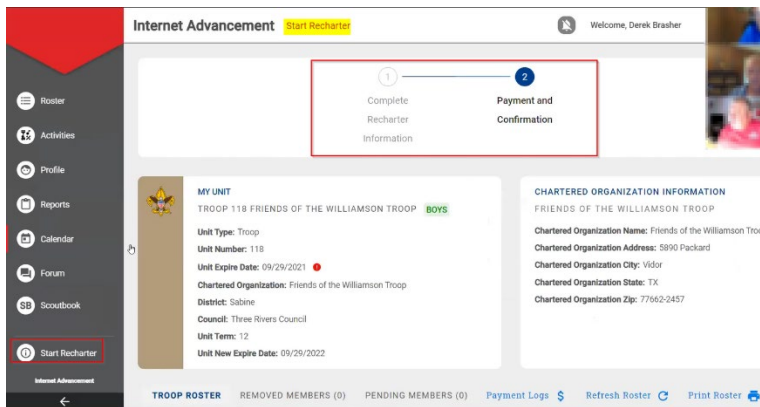 Internet Advancement Start Recharter Welcome, Derek Brasher
1 2
Complete Recharter Information
Payment and Confirmation
Roster
Activities
Profile
Reports
Calendar
Forum
SB Scoutbook
Start Recharter
Internet Advancement
MY UNIT
TROOP 118 FRIENDS OF THE WILLIAMSON TROOP BOYS
Unit Type: Troop
Unit Number: 118
Unit Expire Date: 09/29/2021
Chartered Organization: Friends of the Williamson Troop
District: Sabine
Council: Three Rivers Council
Unit Term: 12
Unit New Expire Date: 09/29/2022
CHARTERED ORGANIZATION INFORMATION
FRIENDS OF THE WILLIAMSON TROOP
Chartered Organization Name: Friends of the Williamson Troo
Chartered Organization Address: 5890 Packard
Chartered Organization City: Vidor
Chartered Organization State: TX
Chartered Organization Zip: 77662-2457
TROOP ROSTER REMOVED MEMBERS (0) PENDING MEMBERS (0) Payment Logs $ Refresh Roster Print Roster